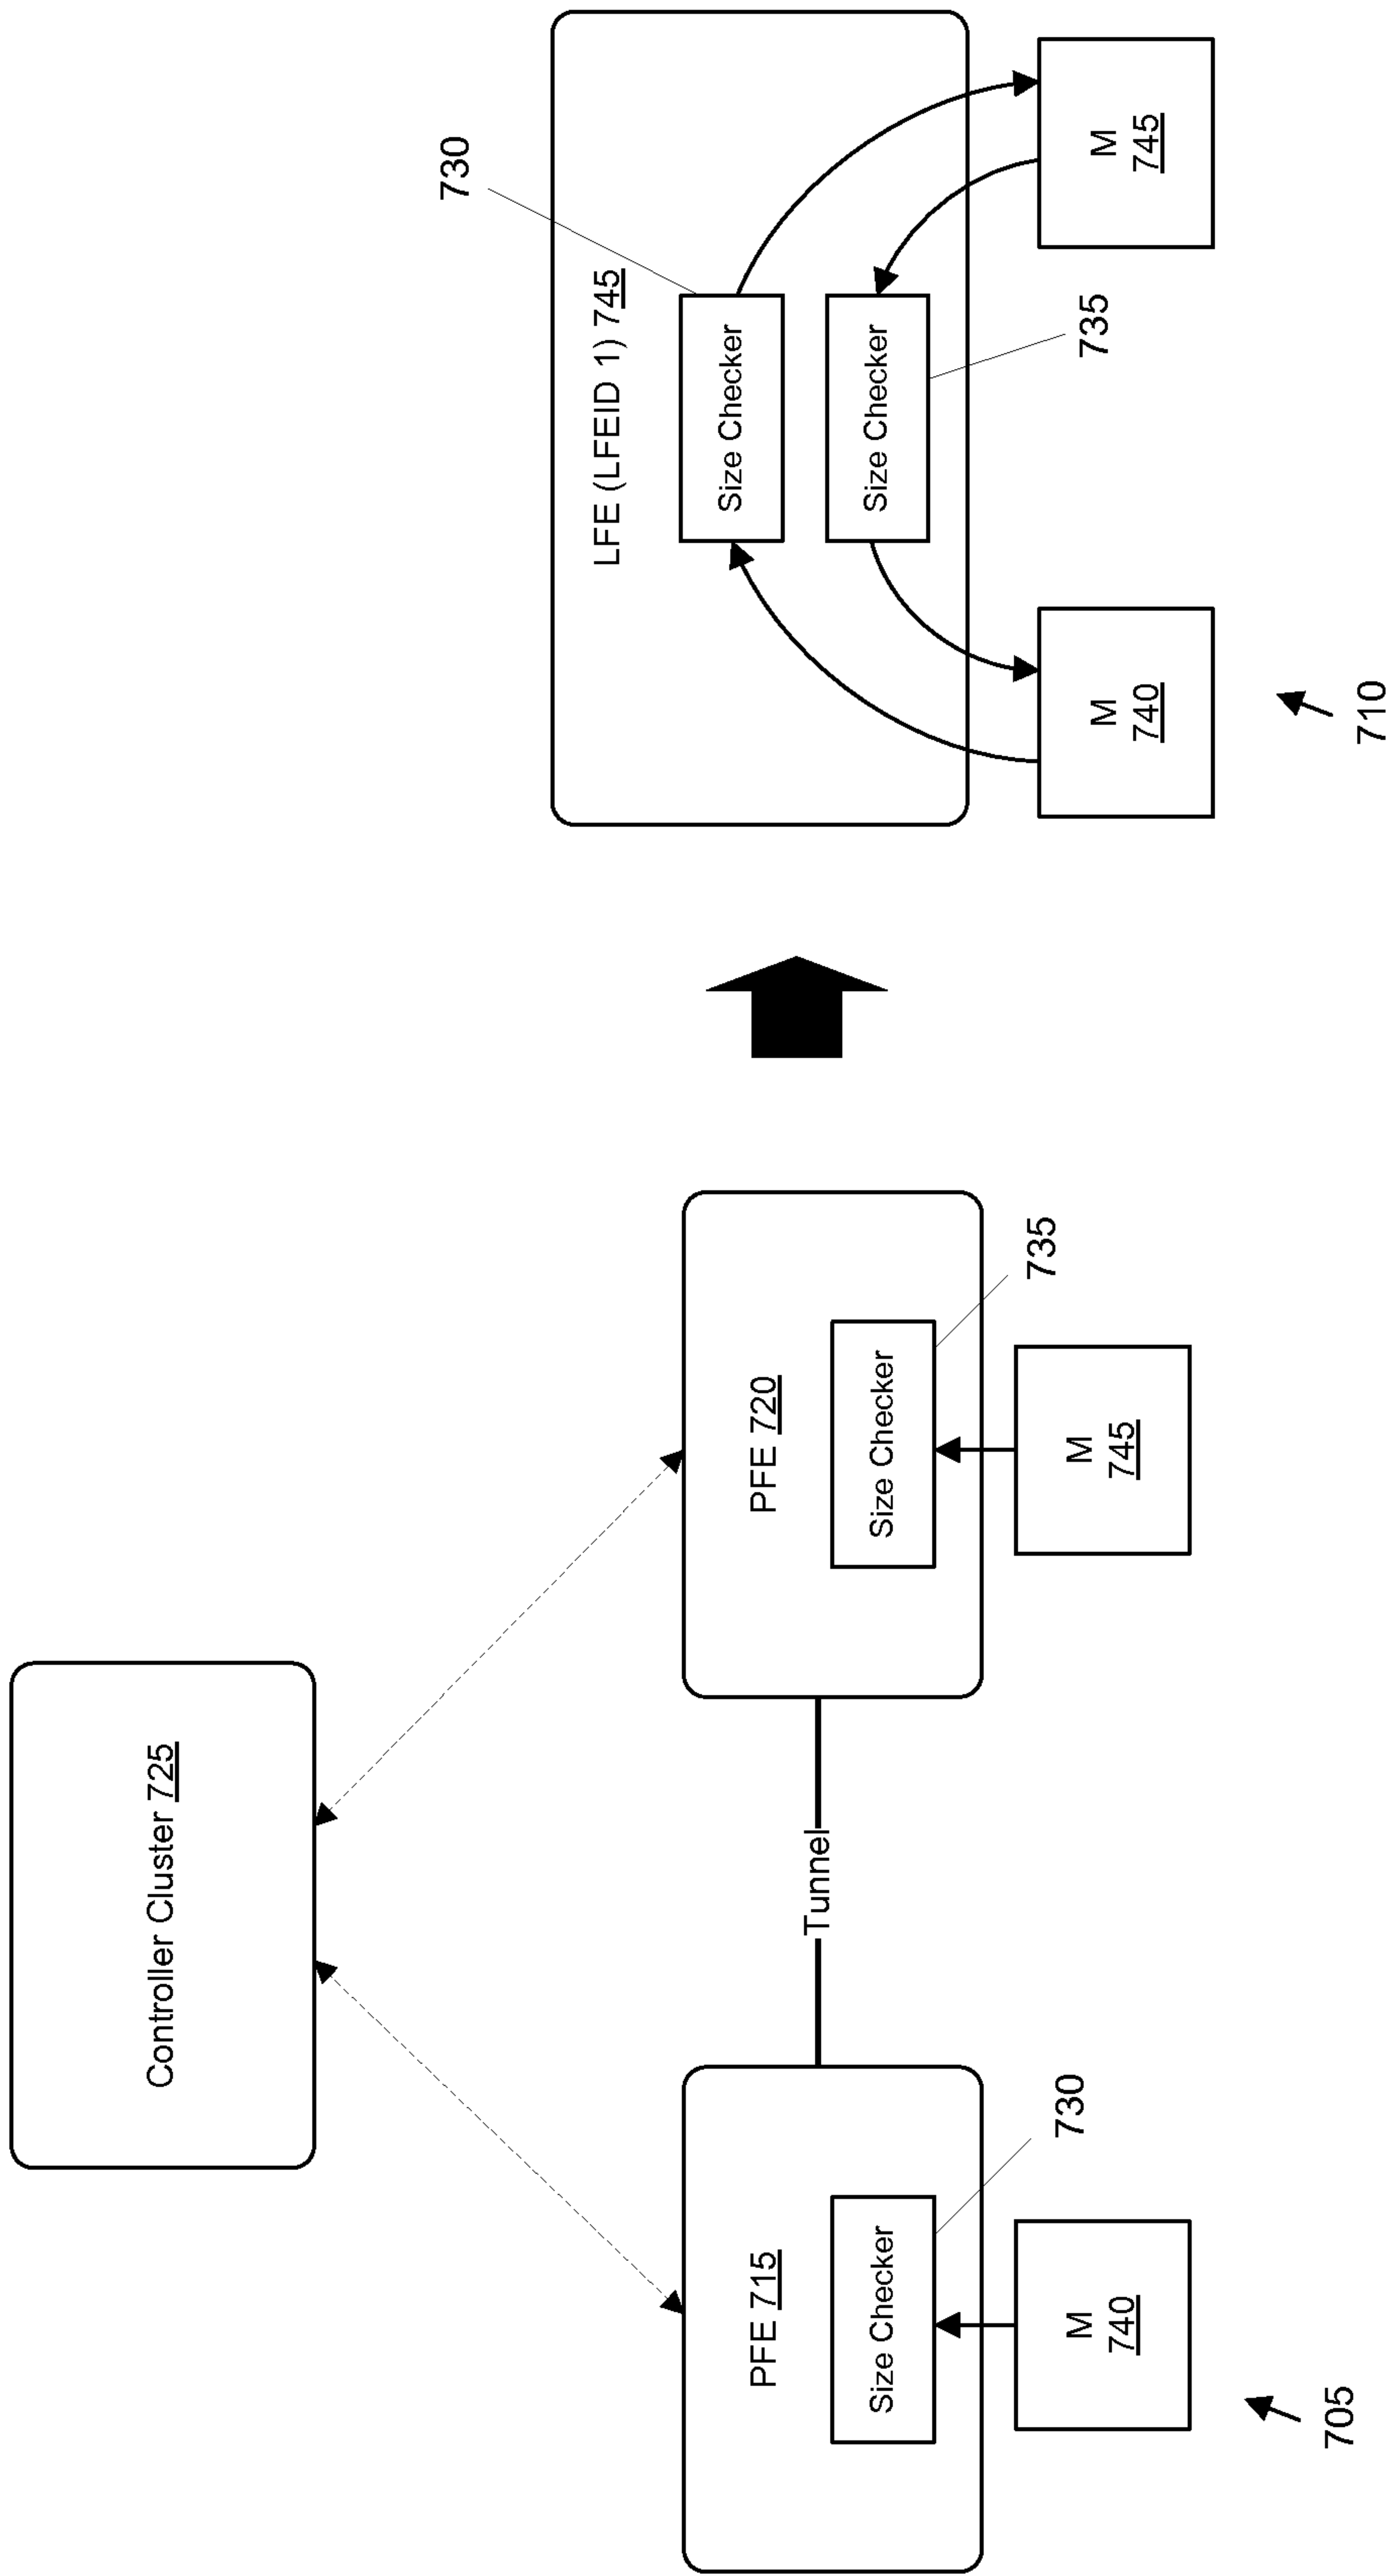 Controller Cluster 725
PFE 715
Size Checker
730
M
740
Tunnel
PFE 720
Size Checker
735
M
745
705
730
LFE (LFEID 1) 745
Size Checker
Size Checker
735
M
740
M
745
710